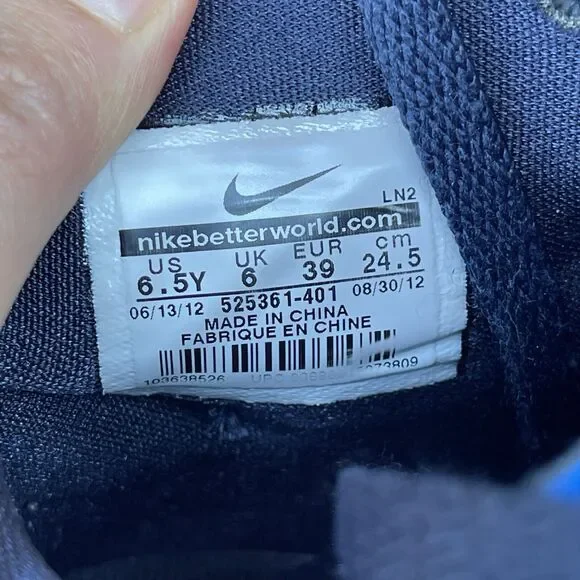 LN2
nikebetterworld.com
US UK EUR cm
6.5Y 6 39 24.5
06/13/12 525361-401 08/30/12
MADE IN CHINA
FABRIQUE EN CHINE
103638526